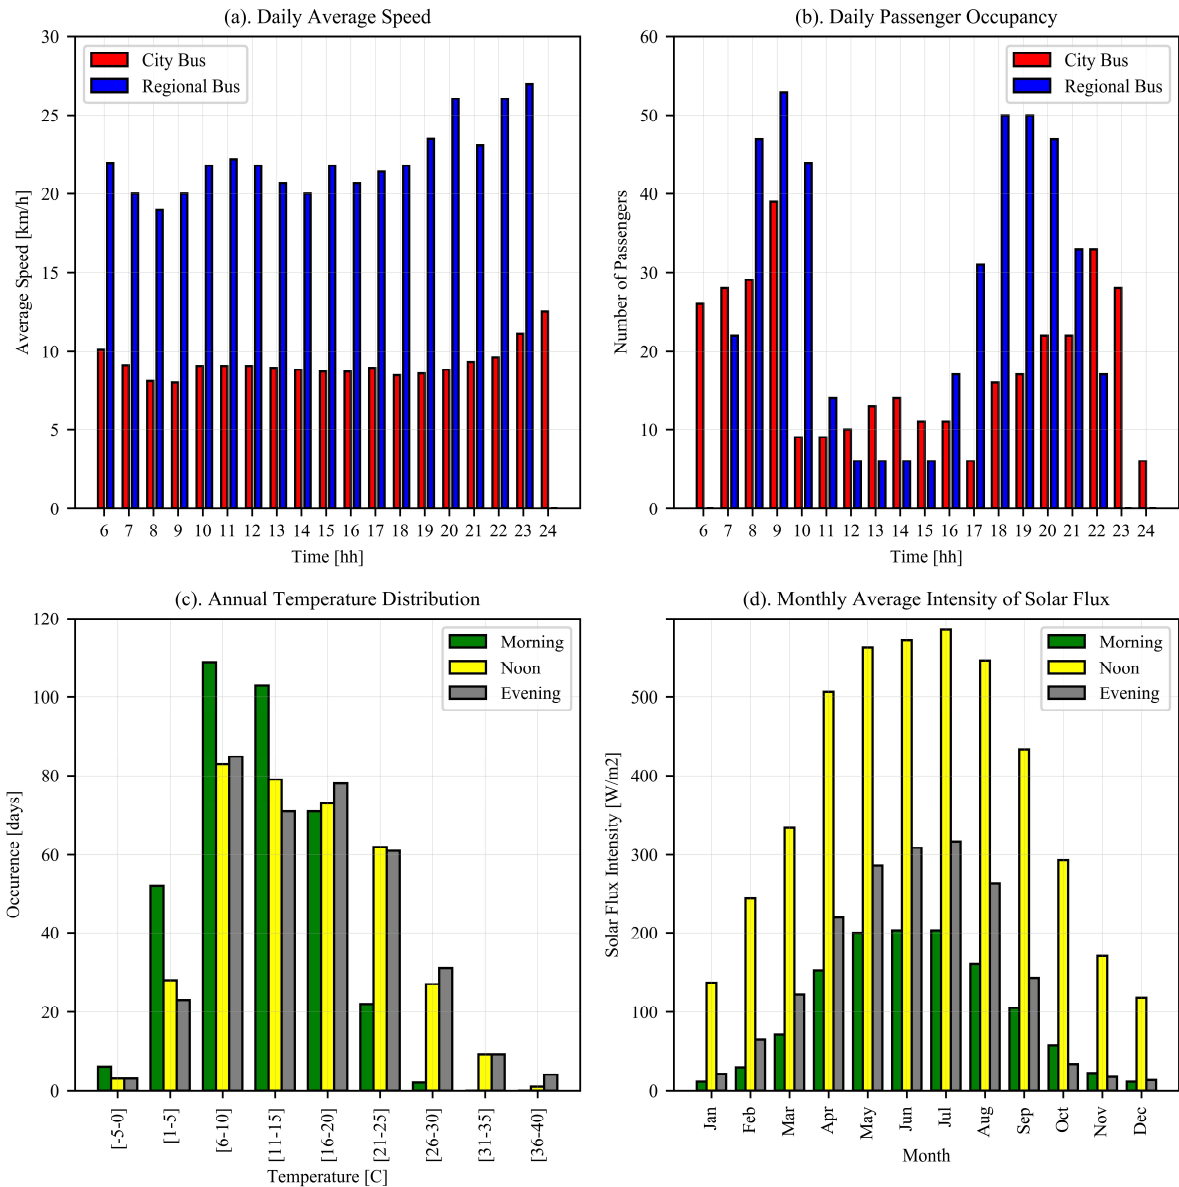 (a). Daily Average Speed
30
25
20
15
10
5
0
Average Speed [km/h]
City Bus
Regional Bus
6 7 8 9 10 11 12 13 14 15 16 17 18 19 20 21 22 23 24
Time [hh]
(b). Daily Passenger Occupancy
60
50
40
30
20
10
0
Number of Passengers
City Bus
Regional Bus
6 7 8 9 10 11 12 13 14 15 16 17 18 19 20 21 22 23 24
Time [hh]
(c). Annual Temperature Distribution
120
100
80
60
40
20
0
Occurence [days]
Morning
Noon
Evening
[-5-0] [1-5] [6-10] [11-15] [16-20] [21-25] [26-30] [31-35] [36-40]
Temperature [C]
(d). Monthly Average Intensity of Solar Flux
500
400
300
200
100
0
Solar Flux Intensity [W/m2]
Morning
Noon
Evening
Jan Feb Mar Apr May Jun Jul Aug Sep Oct Nov Dec
Month